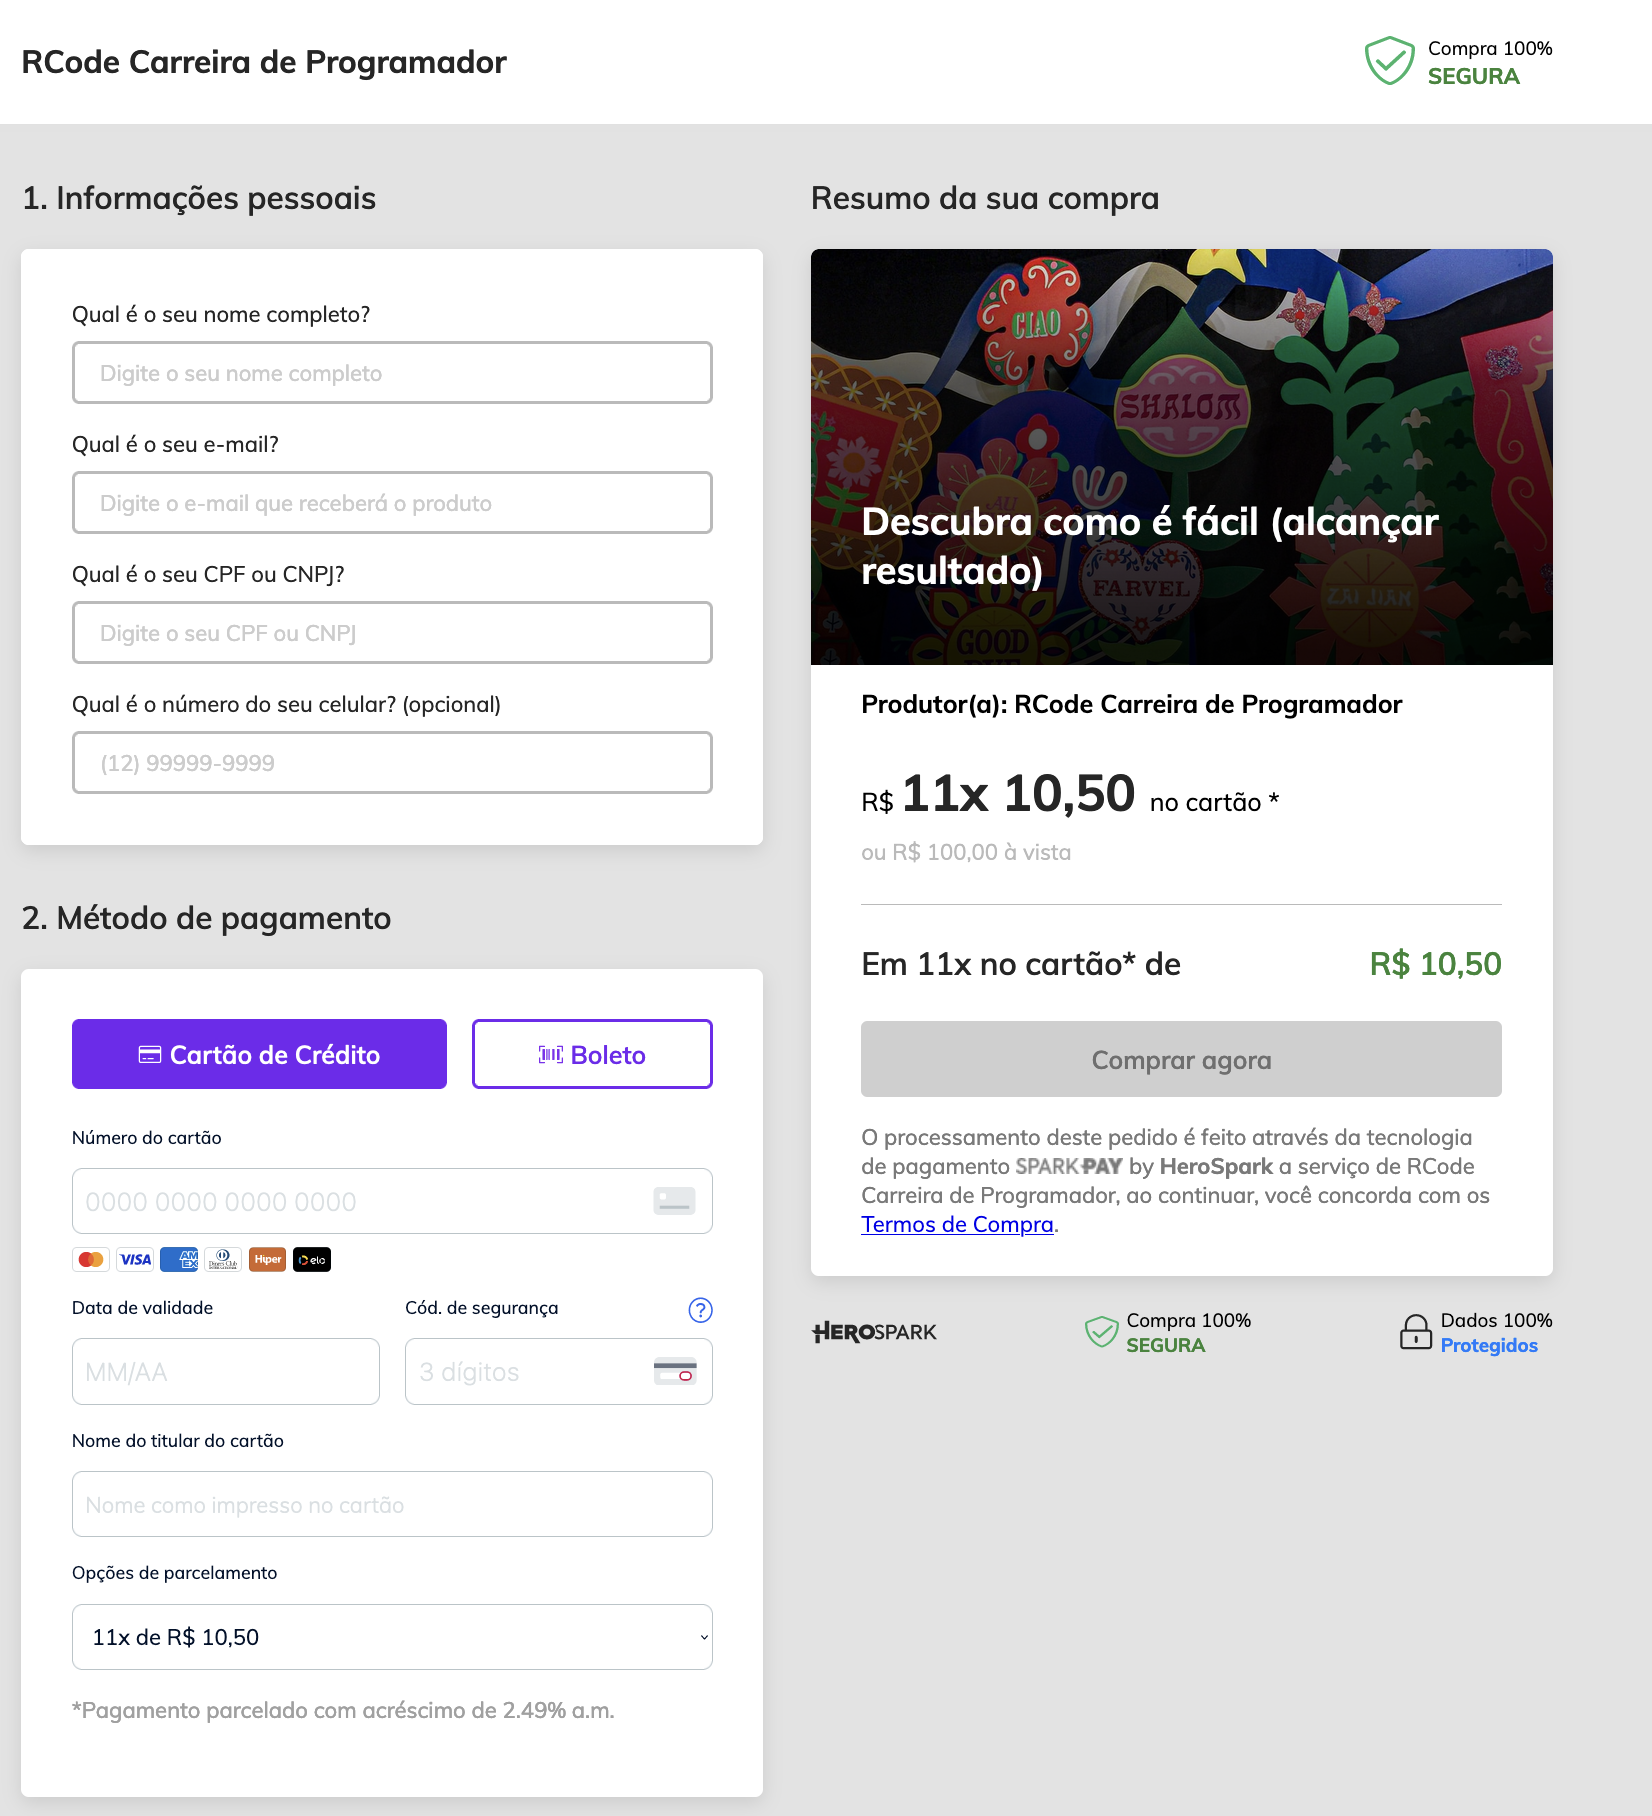 RCode Carreira de Programador
Compra 100%
SEGURA
1. Informações pessoais
Qual é o seu nome completo?
Digite o seu nome completo
Qual é o seu e-mail?
Digite o e-mail que receberá o produto
Qual é o seu CPF ou CNPJ?
Digite o seu CPF ou CNPJ
Qual é o número do seu celular? (opcional)
(12) 99999-9999
2. Método de pagamento
Cartão de Crédito
Boleto
Número do cartão
0000 0000 0000 0000
VISA
AM
EX
Diners Club
Hiper
elo
Data de validade
Cód. de segurança
?
MM/AA
3 dígitos
Nome do titular do cartão
Nome como impresso no cartão
Opções de parcelamento
11x de R$ 10,50
*Pagamento parcelado com acréscimo de 2.49% a.m.
Resumo da sua compra
CIAO
SHALOM
ALL
Descubra como é fácil (alcançar
resultado)
FARVEL
ZAI JIAN
GOOD
BYE
Produtor(a): RCode Carreira de Programador
R$ 11x 10,50 no cartão *
ou R$ 100,00 à vista
Em 11x no cartão* de
R$ 10,50
Comprar agora
O processamento deste pedido é feito através da tecnologia
de pagamento SPARK PAY by HeroSpark a serviço de RCode
Carreira de Programador, ao continuar, você concorda com os
Termos de Compra.
HEROSPARK
Compra 100%
SEGURA
Dados 100%
Protegidos